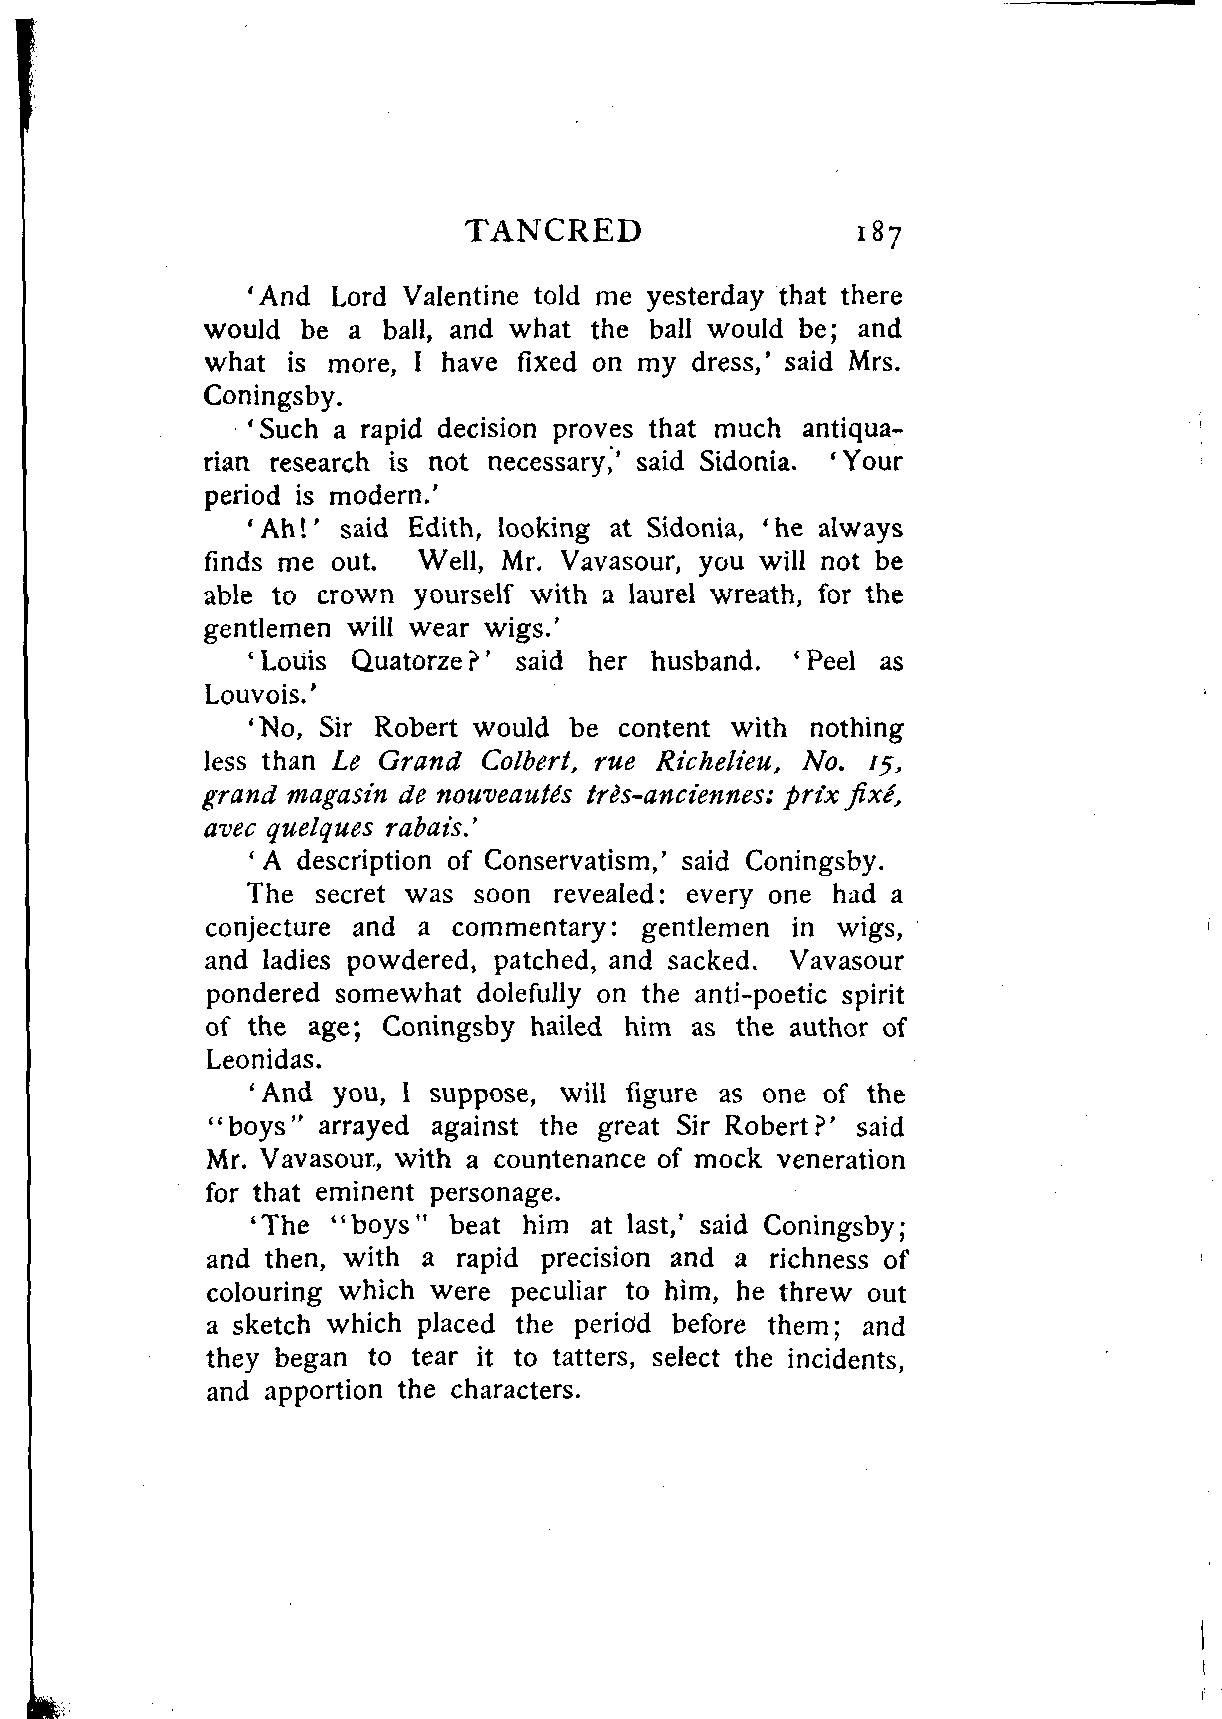 TANCRED 187
‘And Lord Valentine told me yesterday that there
would be a ball, and what the ball would be; and
what is more, I have fixed on my dress,’ said Mrs.
Coningsby.
‘Such a rapid decision proves that much antiqua-
rian research is not necessary,’ said Sidonia. ‘Your
period is modern.’
‘Ah!’ said Edith, looking at Sidonia, ‘he always
finds me out. Well, Mr. Vavasour, you will not be
able to crown yourself with a laurel wreath, for the
gentlemen will wear wigs.’
‘Louis Quatorze?’ said her husband. ‘Peel as
Louvois.’
‘No, Sir Robert would be content with nothing
less than Le Grand Colbert, rue Richelieu, No. 15,
grand magasin de nouveautés très-anciennes: prix fixé,
avec quelques rabais.’
‘A description of Conservatism,’ said Coningsby.
The secret was soon revealed: every one had a
conjecture and a commentary: gentlemen in wigs,
and ladies powdered, patched, and sacked. Vavasour
pondered somewhat dolefully on the anti-poetic spirit
of the age; Coningsby hailed him as the author of
Leonidas.
‘And you, I suppose, will figure as one of the
“boys” arrayed against the great Sir Robert?’ said
Mr. Vavasour, with a countenance of mock veneration
for that eminent personage.
‘The “boys” beat him at last,’ said Coningsby;
and then, with a rapid precision and a richness of
colouring which were peculiar to him, he threw out
a sketch which placed the period before them; and
they began to tear it to tatters, select the incidents,
and apportion the characters.